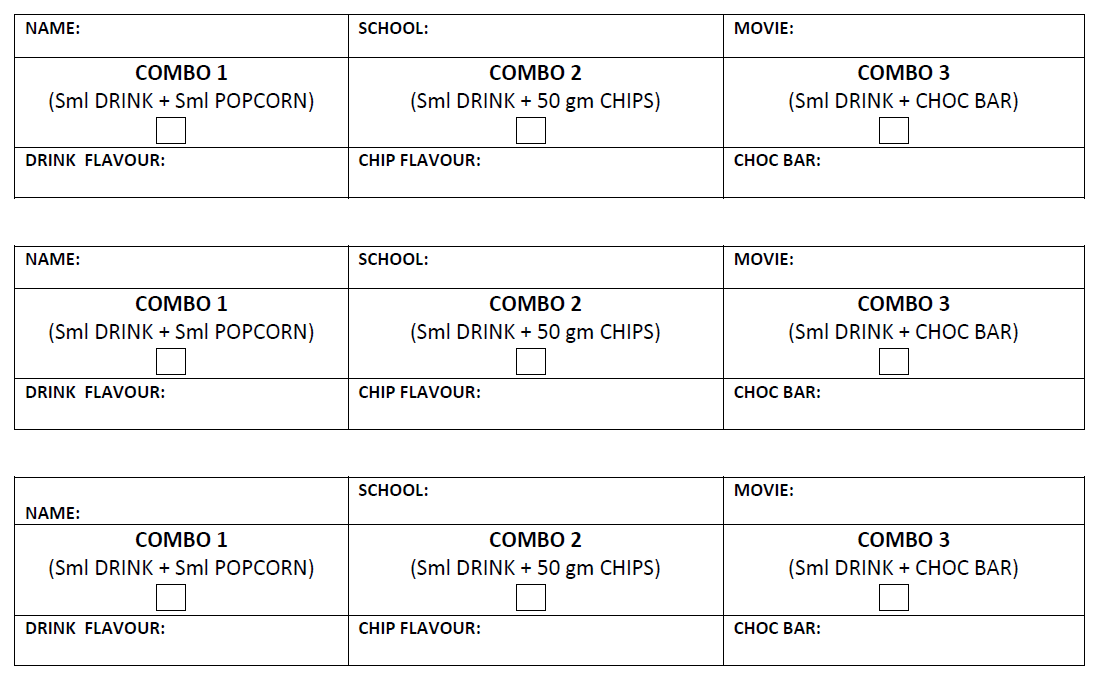 NAME: SCHOOL: MOVIE:
COMBO 1 COMBO 2 COMBO 3
(Sml DRINK + Sml POPCORN) (Sml DRINK + 50 gm CHIPS) (Sml DRINK + CHOC BAR)
DRINK  FLAVOUR: CHIP FLAVOUR: CHOC BAR:
NAME: SCHOOL: MOVIE:
COMBO 1 COMBO 2 COMBO 3
(Sml DRINK + Sml POPCORN) (Sml DRINK + 50 gm CHIPS) (Sml DRINK + CHOC BAR)
DRINK  FLAVOUR: CHIP FLAVOUR: CHOC BAR:
SCHOOL: MOVIE:
NAME:
COMBO 1 COMBO 2 COMBO 3
(Sml DRINK + Sml POPCORN) (Sml DRINK + 50 gm CHIPS) (Sml DRINK + CHOC BAR)
DRINK  FLAVOUR: CHIP FLAVOUR: CHOC BAR: